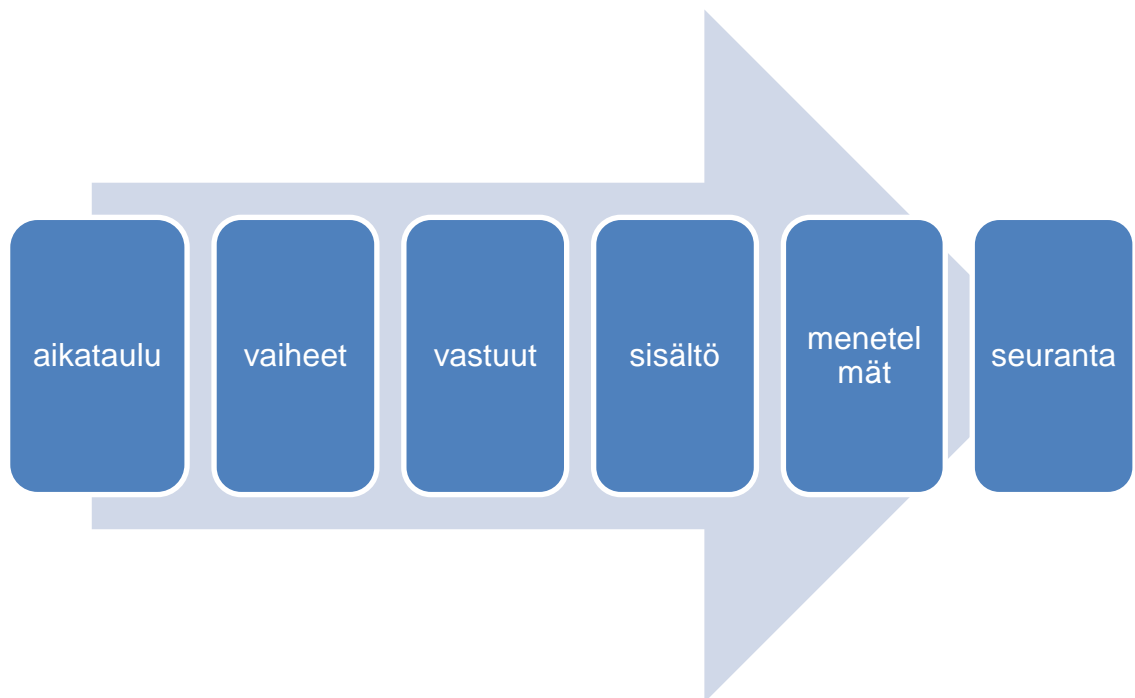 aikataulu
vaiheet
vastuut
sisältö
menetel
mät
seuranta